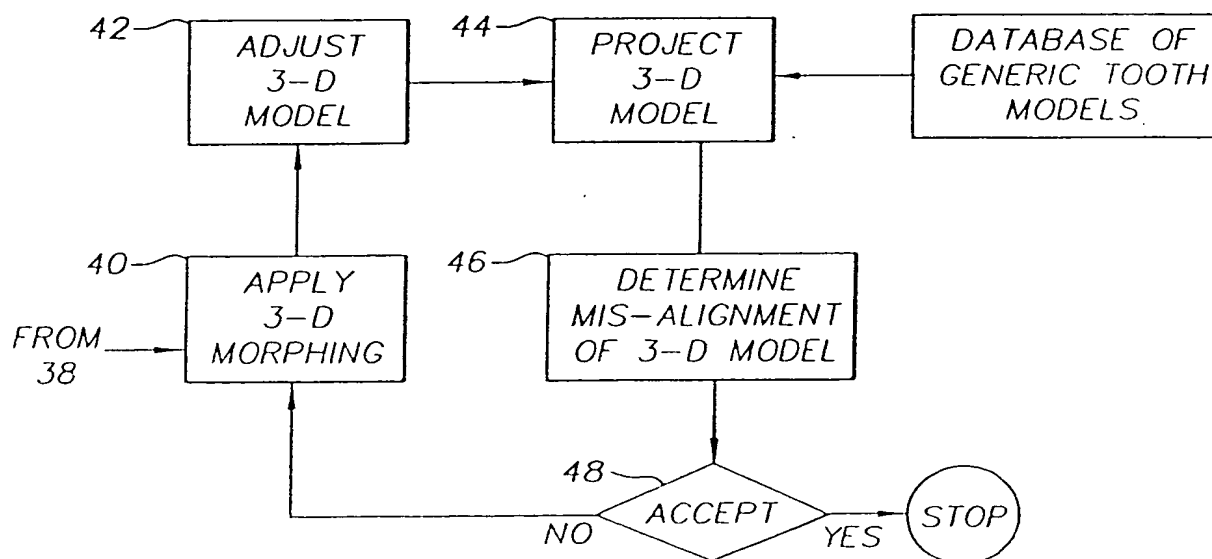 42
ADJUST
3-D
MODEL
44
PROJECT
3-D
MODEL
DATABASE OF
GENERIC TOOTH
MODELS
40
APPLY
3-D
MORPHING
FROM
38
46
DETERMINE
MIS-ALIGNMENT
OF 3-D MODEL
48
ACCEPT
NO
YES
STOP